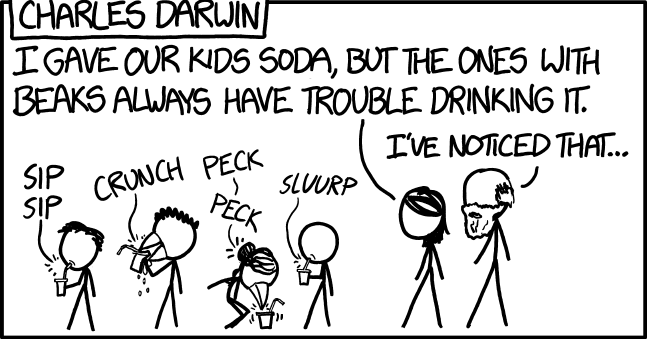 CHARLES DARWIN
I GAVE OUR KIDS SODA, BUT THE ONES WITH
BEAKS ALWAYS HAVE TROUBLE DRINKING IT.
I'VE NOTICED THAT...
SIP
SIP
CRUNCH
PECK
PECK
SLUURP